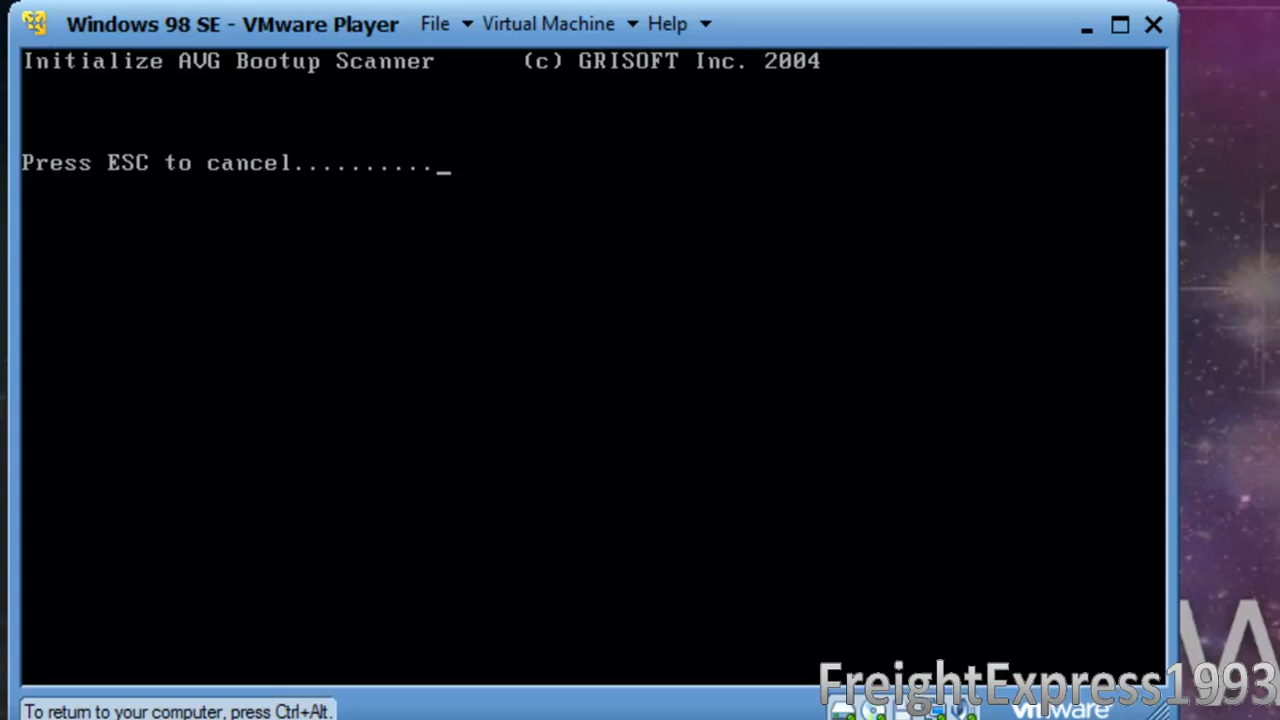 Windows 98 SE - VMware Player File Virtual Machine Help
Initialize AVG Bootup Scanner (c) GRISOFT Inc. 2004
Press ESC to cancel.........._
W
FreightExpress1993
To return to your computer, press Ctrl+Alt.
vmware